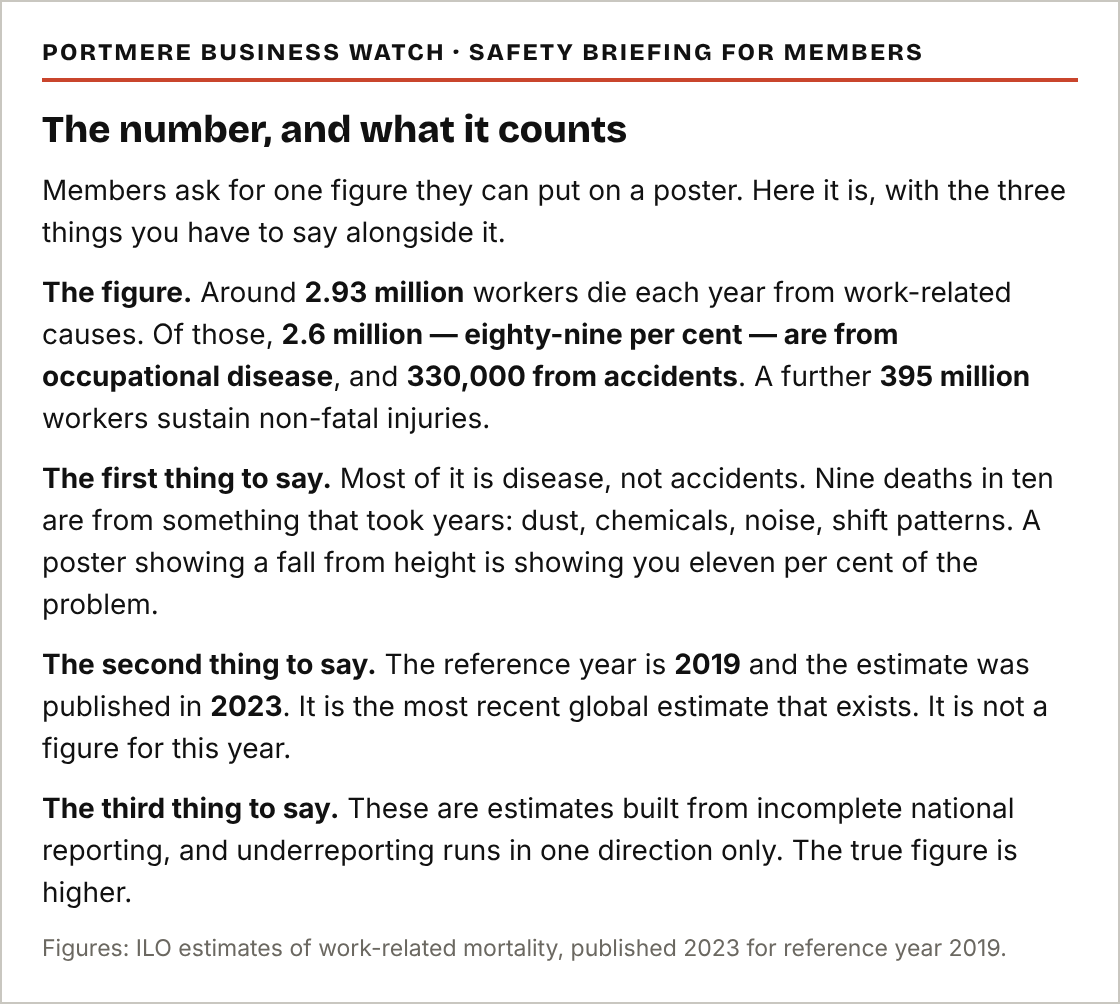 PORTMERE BUSINESS WATCH · SAFETY BRIEFING FOR MEMBERS
The number, and what it counts
Members ask for one figure they can put on a poster. Here it is, with the three
things you have to say alongside it.
The figure. Around 2.93 million workers die each year from work-related
causes. Of those, 2.6 million — eighty-nine per cent — are from
occupational disease, and 330,000 from accidents. A further 395 million
workers sustain non-fatal injuries.
The first thing to say. Most of it is disease, not accidents. Nine deaths in ten
are from something that took years: dust, chemicals, noise, shift patterns. A
poster showing a fall from height is showing you eleven per cent of the
problem.
The second thing to say. The reference year is 2019 and the estimate was
published in 2023. It is the most recent global estimate that exists. It is not a
figure for this year.
The third thing to say. These are estimates built from incomplete national
reporting, and underreporting runs in one direction only. The true figure is
higher.
Figures: ILO estimates of work-related mortality, published 2023 for reference year 2019.